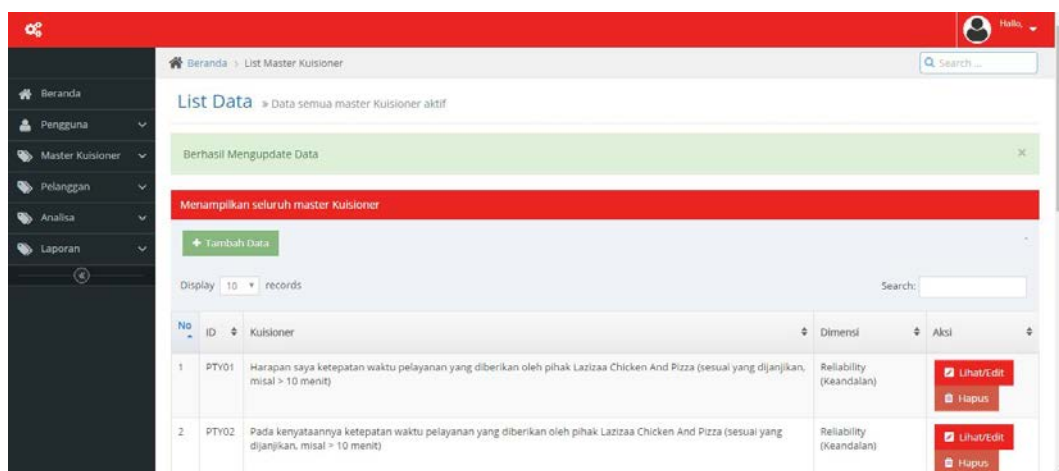 Hallo,
Beranda > List Master Kuisioner
Search ...
Beranda
Pengguna
Master Kuisioner
Pelanggan
Analisa
Laporan
List Data » Data semua master Kuisioner aktif
Berhasil Mengupdate Data ×
Menampilkan seluruh master Kuisioner
+ Tambah Data
Display 10 records
Search:
No ID Kuisioner Dimensi Aksi
1 PTY01 Harapan saya ketepatan waktu pelayanan yang diberikan oleh pihak Lazizaa Chicken And Pizza (sesuai yang dijanjikan, Reliability Lihat/Edit
misal > 10 menit) (Keandalan) Hapus
2 PTY02 Pada kenyataannya ketepatan waktu pelayanan yang diberikan oleh pihak Lazizaa Chicken And Pizza (sesuai yang Reliability Lihat/Edit
dijanjikan, misal > 10 menit) (Keandalan) Hapus